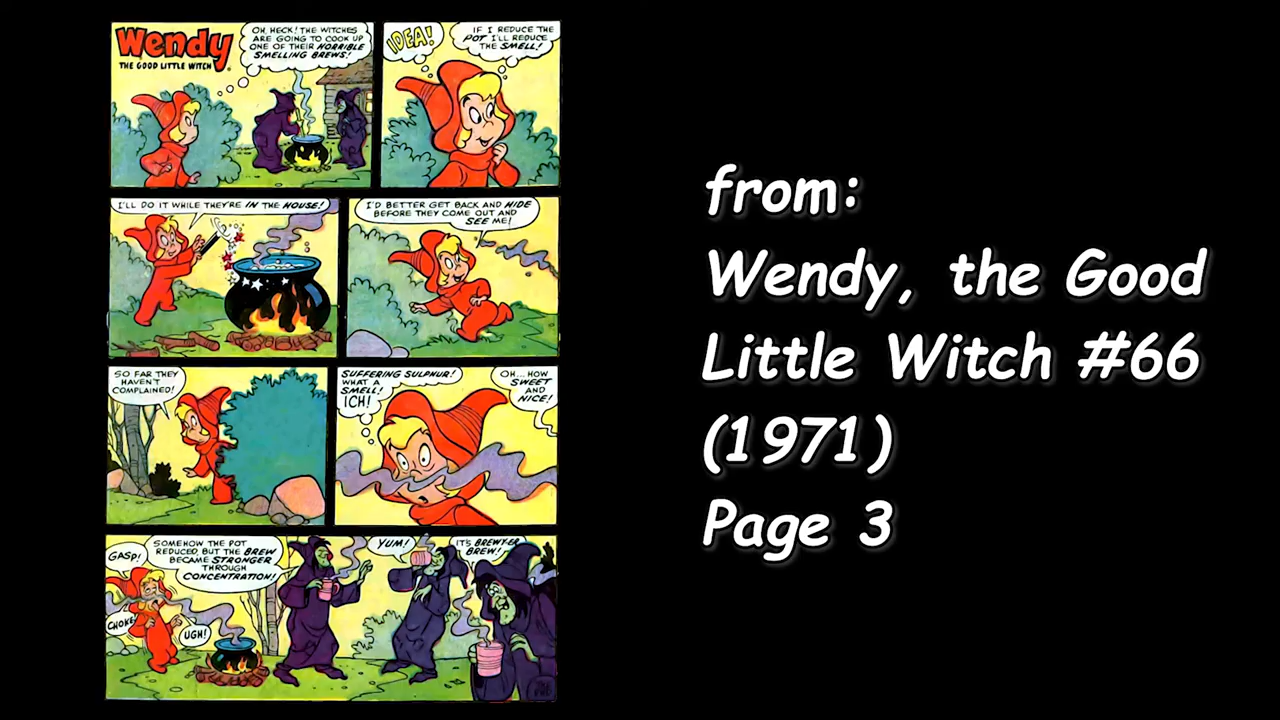 Wendy
THE GOOD LITTLE WITCH
OH, HECK! THE WITCHES
ARE GOING TO COOK UP
ONE OF THEIR HORRIBLE
SMELLING BREWS!
IDEA!
IF I REDUCE THE
POT I'LL REDUCE
THE SMELL!
I'LL DO IT WHILE THEY'RE IN THE HOUSE!
I'D BETTER GET BACK AND HIDE
BEFORE THEY COME OUT AND
SEE ME!
SO FAR THEY
HAVEN'T
COMPLAINED!
SUFFERING SULPHUR!
WHAT A
SMELL!
ICH!
OH... HOW
SWEET
AND
NICE!
GASP!
CHOKE!
UGH!
SOMEHOW THE POT
REDUCED, BUT THE BREW
BECAME STRONGER
THROUGH
CONCENTRATION!
YUM!
IT'S BREWY-ER
BREW!
from:
Wendy, the Good
Little Witch #66
(1971)
Page 3